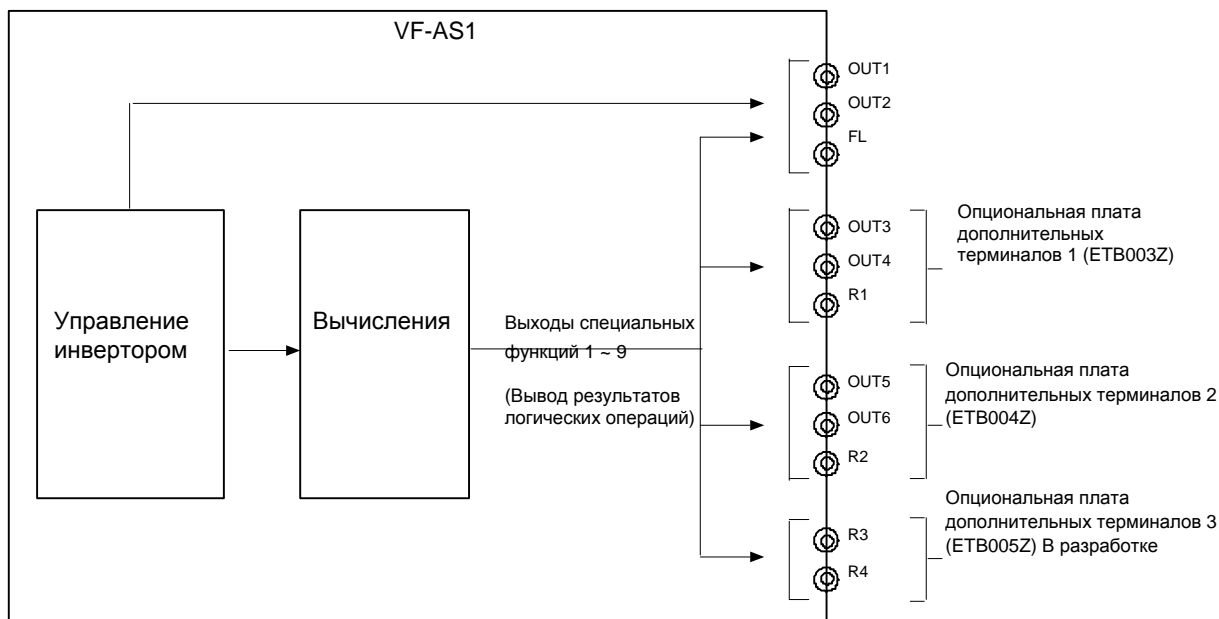 VF-AS1
OUT1
OUT2
FL
Управление
инвертором
Вычисления
Выходы специальных
функций 1 ~ 9
(Вывод результатов
логических операций)
OUT3
OUT4
R1
Опциональная плата
дополнительных
терминалов 1 (ETB003Z)
OUT5
OUT6
R2
Опциональная плата
дополнительных терминалов 2
(ETB004Z)
R3
R4
Опциональная плата
дополнительных терминалов 3
(ETB005Z) В разработке